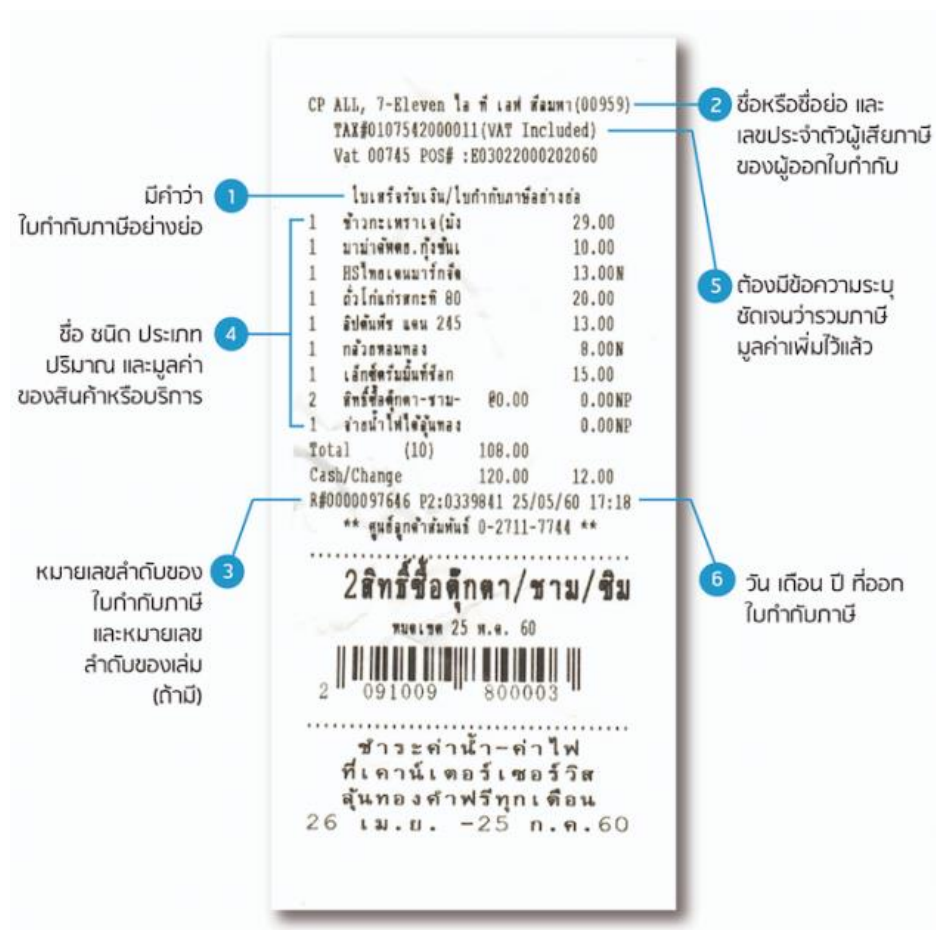 CP ALL, 7-Eleven ไอ ที เลฟ สีลมหา(00959)
TAX#0107542000011(VAT Included)
Vat 00745 POS# :E03022000202060
ใบเสร็จรับเงิน/ใบกำกับภาษีอย่างย่อ
1 ข้าวกะเพราเจ(มัง 29.00
1 มาม่าคัพตย.กุ้งข้นเ 10.00
1 HSไทยเดนมาร์กจืด 13.00N
1 ถั่วโก๋แก่รสกะทิ 80 20.00
1 อิปตันพีช แคน 245 13.00
1 กล้วยหอมทอง 8.00N
1 เล็กซ์ครัมมิ้นท์ช็อก 15.00
2 สิทธิ์ซื้อตุ๊กตา-ชาม- @0.00 0.00NP
1 จ่ายน้ำไฟได้ลุ้นทอง 0.00NP
Total (10) 108.00
Cash/Change 120.00 12.00
R#0000097646 P2:0339841 25/05/60 17:18
** ศูนย์ลูกค้าสัมพันธ์ 0-2711-7744 **
2สิทธิ์ซื้อตุ๊กตา/ชาม/ชิม
หมดเขต 25 พ.ค. 60
2 091009 800003
ชำระค่าน้ำ-ค่าไฟ
ที่เคาน์เตอร์เซอร์วิส
ลุ้นทองคำฟรีทุกเดือน
26 เม.ย. -25 ก.ค.60
1
มีคำว่า
ใบกำกับภาษีอย่างย่อ
2
ชื่อหรือชื่อย่อ และ
เลขประจำตัวผู้เสียภาษี
ของผู้ออกใบกำกับ
3
หมายเลขลำดับของ
ใบกำกับภาษี
และหมายเลข
ลำดับของเล่ม
(ถ้ามี)
4
ชื่อ ชนิด ประเภท
ปริมาณ และมูลค่า
ของสินค้าหรือบริการ
5
ต้องมีข้อความระบุ
ชัดเจนว่ารวมภาษี
มูลค่าเพิ่มไว้แล้ว
6
วัน เดือน ปี ที่ออก
ใบกำกับภาษี